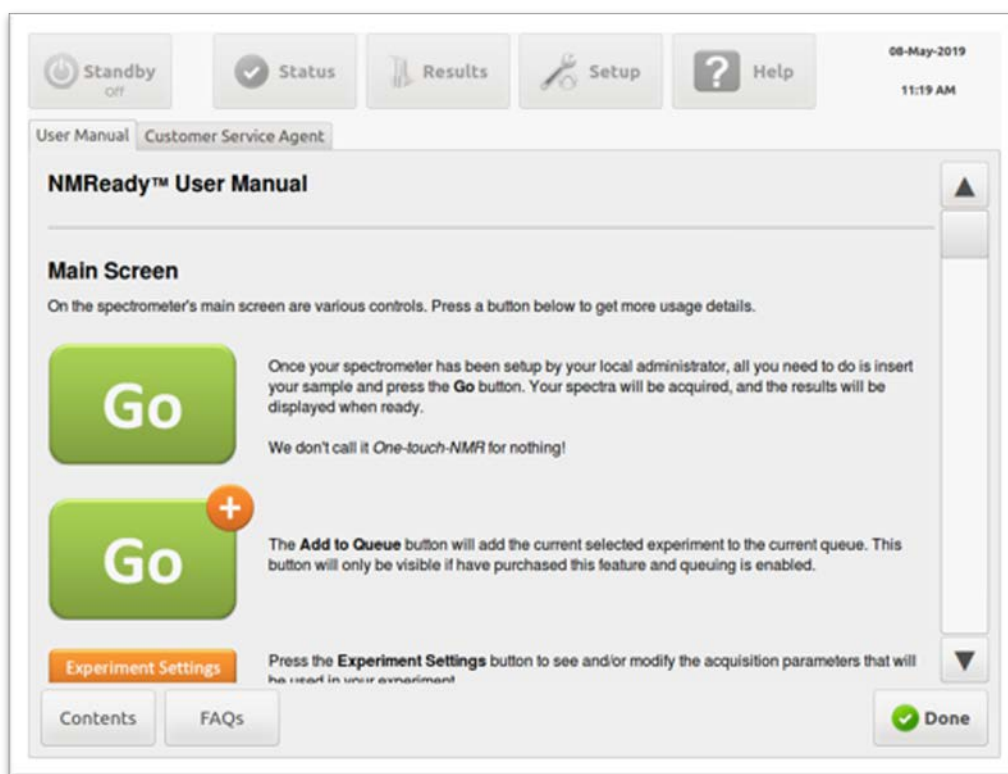 Standby
Off
Status
Results
Setup
? Help
08-May-2019
11:19 AM
User Manual
Customer Service Agent
NMReady™ User Manual
Main Screen
On the spectrometer's main screen are various controls. Press a button below to get more usage details.
Go
Once your spectrometer has been setup by your local administrator, all you need to do is insert
your sample and press the Go button. Your spectra will be acquired, and the results will be
displayed when ready.
We don't call it One-touch-NMR for nothing!
Go
+
The Add to Queue button will add the current selected experiment to the current queue. This
button will only be visible if have purchased this feature and queuing is enabled.
Experiment Settings
Press the Experiment Settings button to see and/or modify the acquisition parameters that will
be used in your experiment
Contents
FAQs
Done